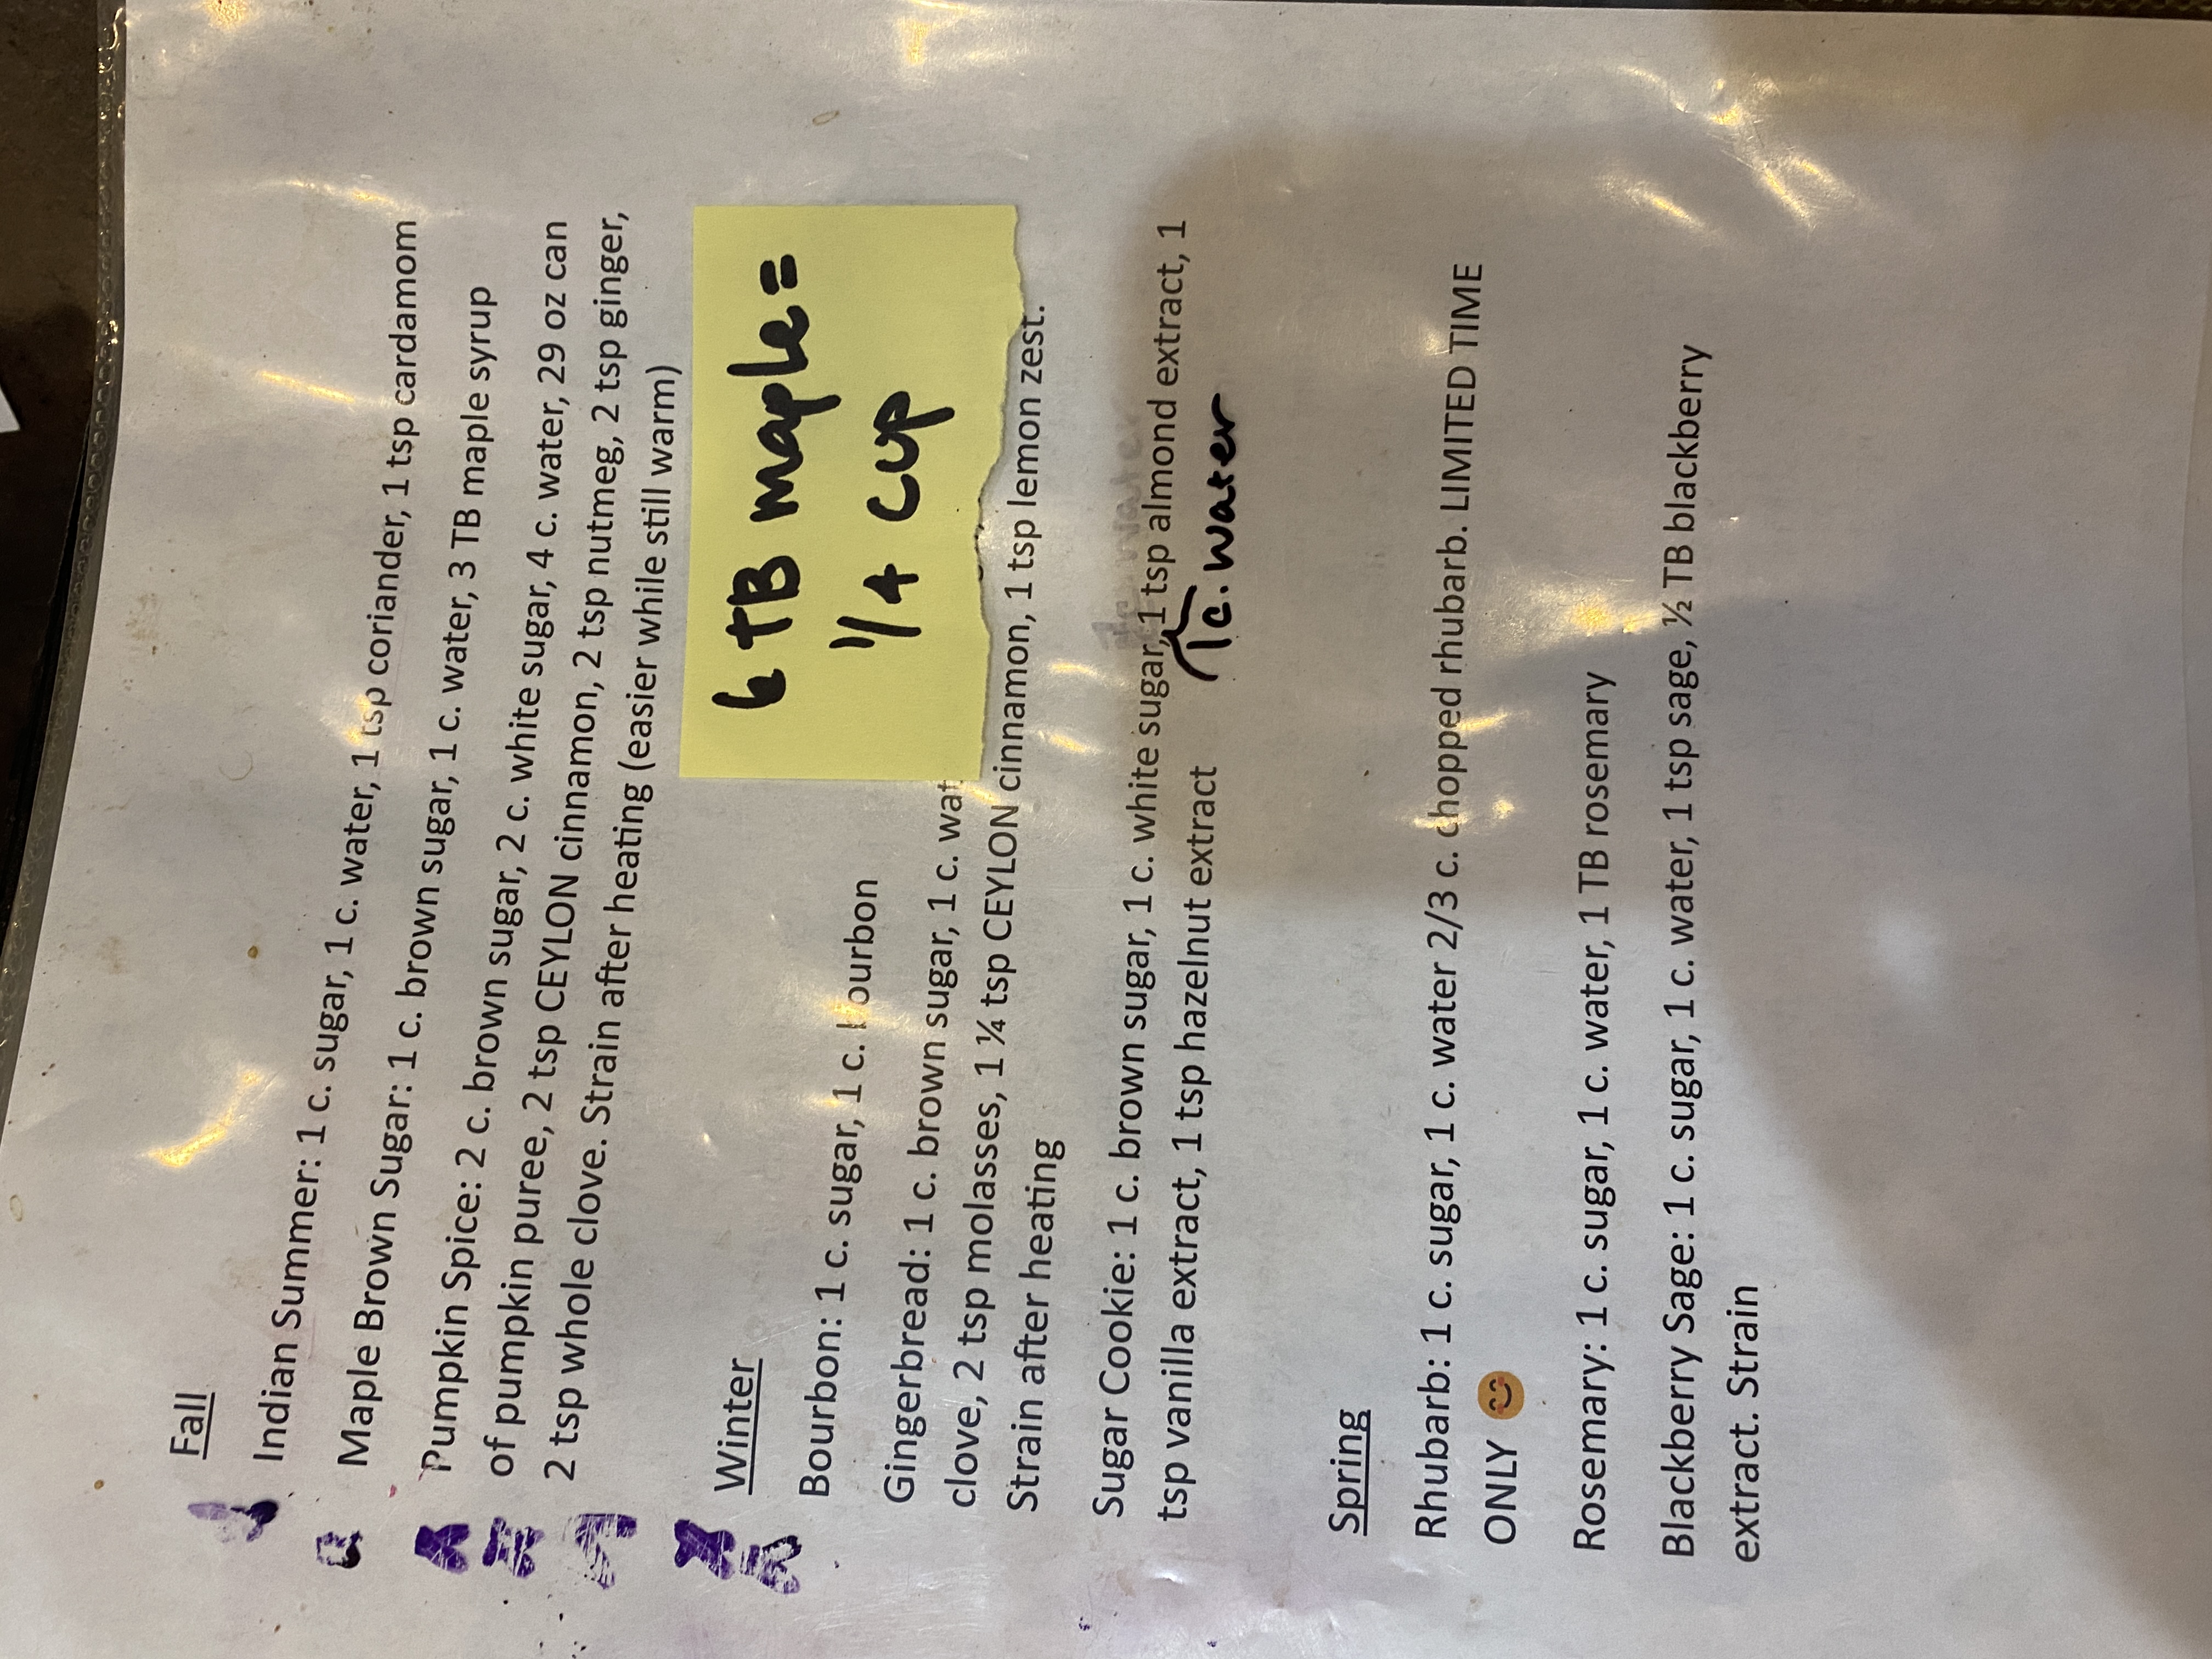 Fall
Indian Summer: 1 c. sugar, 1 c. water, 1 tsp coriander, 1 tsp cardamom
Maple Brown Sugar: 1 c. brown sugar, 1 c. water, 3 TB maple syrup
Pumpkin Spice: 2 c. brown sugar, 2 c. white sugar, 4 c. water, 29 oz can
of pumpkin puree, 2 tsp CEYLON cinnamon, 2 tsp nutmeg, 2 tsp ginger,
2 tsp whole clove. Strain after heating (easier while still warm)
6 TB maple =
1/4 cup
Winter
Bourbon: 1 c. sugar, 1 c. bourbon
Gingerbread: 1 c. brown sugar, 1 c. wat
clove, 2 tsp molasses, 1 ¼ tsp CEYLON cinnamon, 1 tsp lemon zest.
Strain after heating
Sugar Cookie: 1 c. brown sugar, 1 c. white sugar, 1 tsp almond extract, 1
tsp vanilla extract, 1 tsp hazelnut extract
1c. water
Spring
Rhubarb: 1 c. sugar, 1 c. water 2/3 c. chopped rhubarb. LIMITED TIME
ONLY 😊
Rosemary: 1 c. sugar, 1 c. water, 1 TB rosemary
Blackberry Sage: 1 c. sugar, 1 c. water, 1 tsp sage, ½ TB blackberry
extract. Strain